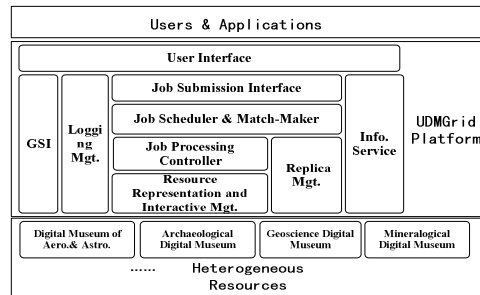 Users & Applications
User Interface
GSI
Loggi
ng
Mgt.
Job Submission Interface
Job Scheduler & Match-Maker
Job Processing
Controller
Resource
Representation and
Interactive Mgt.
Replica
Mgt.
Info.
Service
UDMGrid
Platform
Digital Museum of
Aero.& Astro.
Archaeological
Digital Museum
Geoscience Digital
Museum
Mineralogical
Digital Museum
...... Heterogeneous
Resources